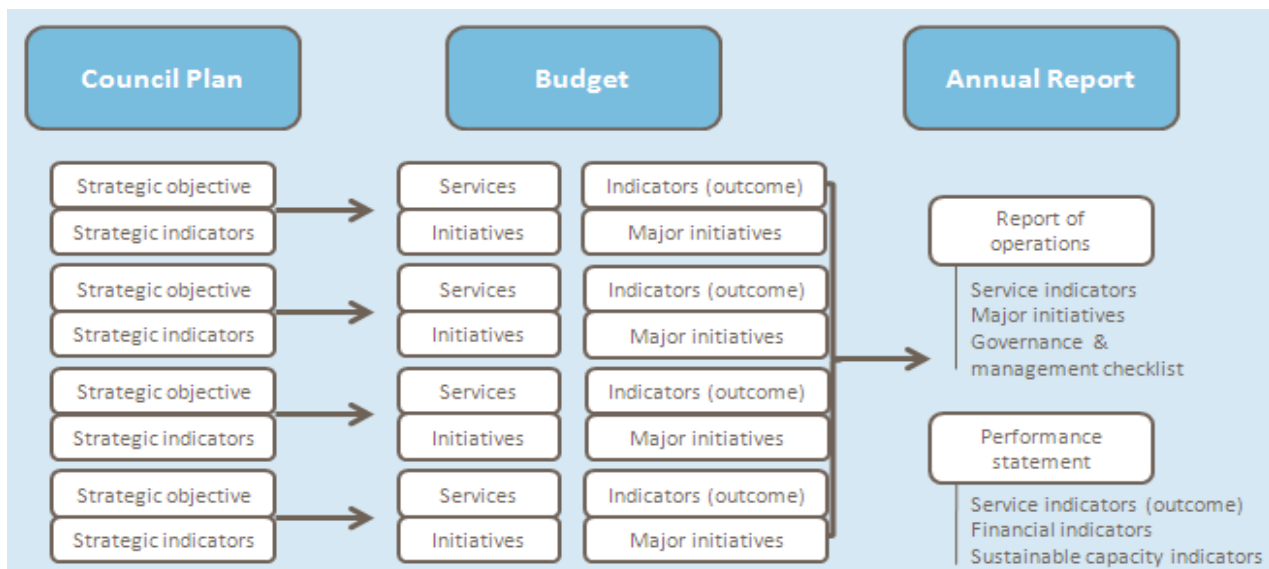 Council Plan
Budget
Annual Report
Strategic objective
Strategic indicators
Strategic objective
Strategic indicators
Strategic objective
Strategic indicators
Strategic objective
Strategic indicators
Services
Initiatives
Services
Initiatives
Services
Initiatives
Services
Initiatives
Indicators (outcome)
Major initiatives
Indicators (outcome)
Major initiatives
Indicators (outcome)
Major initiatives
Indicators (outcome)
Major initiatives
Report of
operations
Service indicators
Major initiatives
Governance &
management checklist
Performance
statement
Service indicators (outcome)
Financial indicators
Sustainable capacity indicators